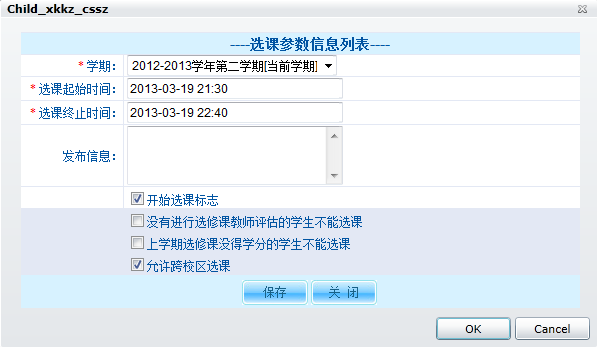 Child_xkkz_cssz
----选课参数信息列表----
* 学期： 2012-2013学年第二学期[当前学期]
* 选课起始时间： 2013-03-19 21:30
* 选课终止时间： 2013-03-19 22:40
发布信息：
开始选课标志
没有进行选修课教师评估的学生不能选课
上学期选修课没得学分的学生不能选课
允许跨校区选课
保存 关 闭
OK Cancel